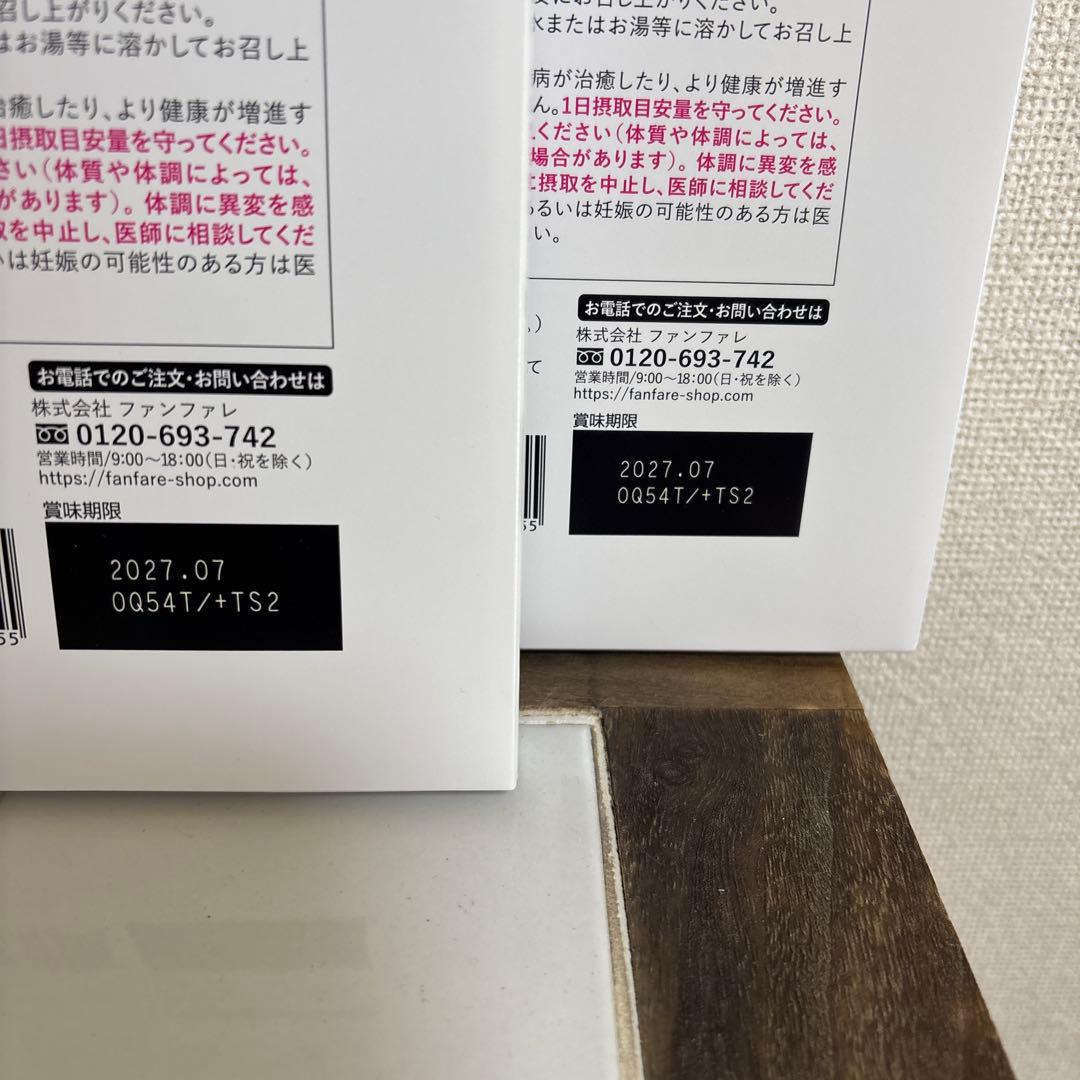 召し上がりください。
はお湯等に溶かしてお召し上
癒したり、より健康が増進す
日摂取目安量を守ってください。
さい（体質や体調によっては、
があります）。体調に異変を感
取を中止し、医師に相談してくだ
いは妊娠の可能性のある方は医
お電話でのご注文・お問い合わせは
株式会社 ファンファレ
0120-693-742
営業時間/9:00〜18:00（日・祝を除く）
https://fanfare-shop.com
賞味期限
2027.07
0Q54T/+TS2
55
に召し上がりください。
水またはお湯等に溶かしてお召し上
病が治癒したり、より健康が増進す
ん。1日摂取目安量を守ってください。
ください（体質や体調によっては、
場合があります）。体調に異変を感
に摂取を中止し、医師に相談してくだ
あるいは妊娠の可能性のある方は医
い。
。）
て
お電話でのご注文・お問い合わせは
株式会社 ファンファレ
0120-693-742
営業時間/9:00〜18:00（日・祝を除く）
https://fanfare-shop.com
賞味期限
2027.07
0Q54T/+TS2
55